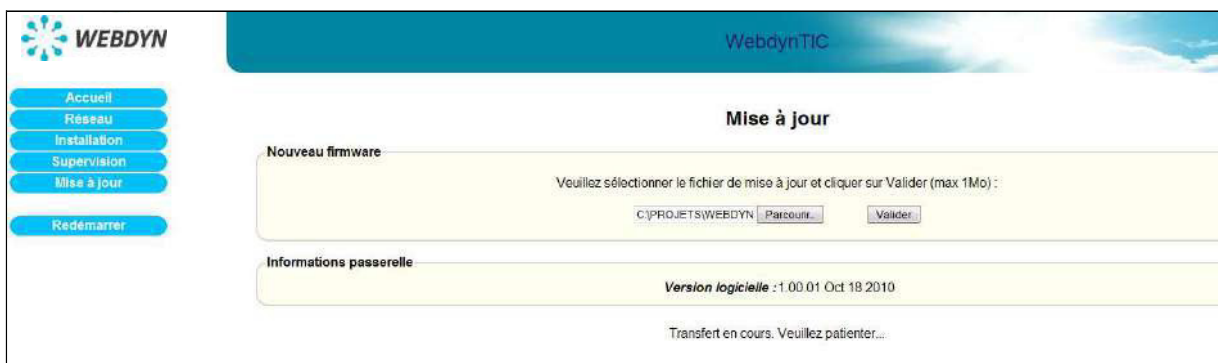 WEBDYN
WebdynTIC
Accueil
Réseau
Installation
Supervision
Mise à jour
Redémarrer
Mise à jour
Nouveau firmware
Veuillez sélectionner le fichier de mise à jour et cliquer sur Valider (max 1Mo) :
C:\PROJETS\WEBDYN Parcourir... Valider
Informations passerelle
Version logicielle : 1.00.01 Oct 18 2010
Transfert en cours. Veuillez patienter...